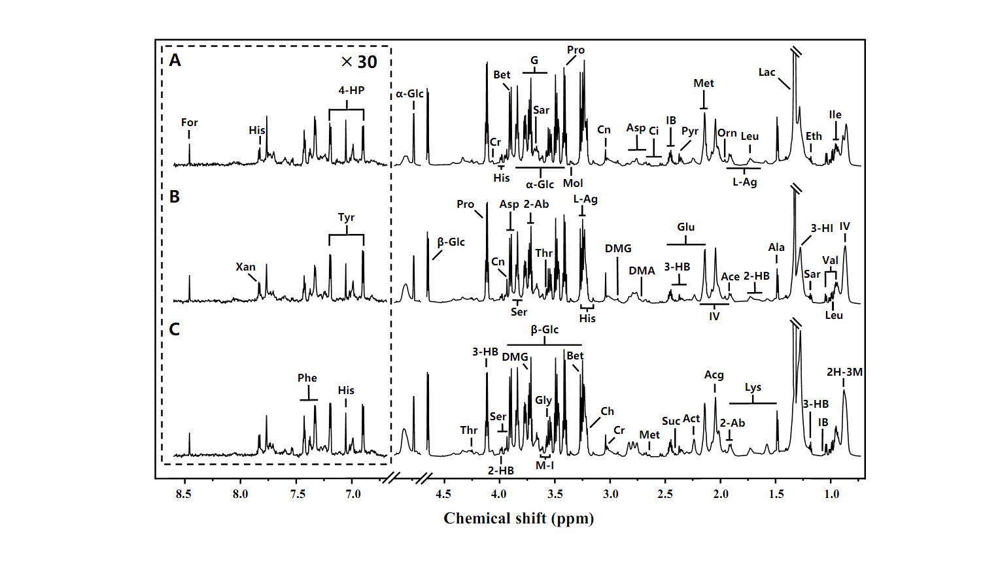 A
× 30
For
His
4-HP
α-Glc
Bet
G
Pro
Sar
Cr
His
α-Glc
Mol
Cn
Asp
Ci
IB
Pyr
Met
Orn
Leu
L-Ag
Lac
Eth
Ile
B
Xan
Tyr
β-Glc
Pro
Asp
2-Ab
L-Ag
Cn
Thr
Ser
His
DMG
DMA
Glu
3-HB
IV
Ace
2-HB
Ala
Sar
3-HI
Val
Leu
IV
C
Phe
His
Thr
3-HB
2-HB
Ser
DMG
β-Glc
Gly
M-I
Bet
Ch
Cr
Met
Suc
Act
Acg
2-Ab
Lys
3-HB
IB
2H-3M
8.5 8.0 7.5 7.0 4.5 4.0 3.5 3.0 2.5 2.0 1.5 1.0
Chemical shift (ppm)